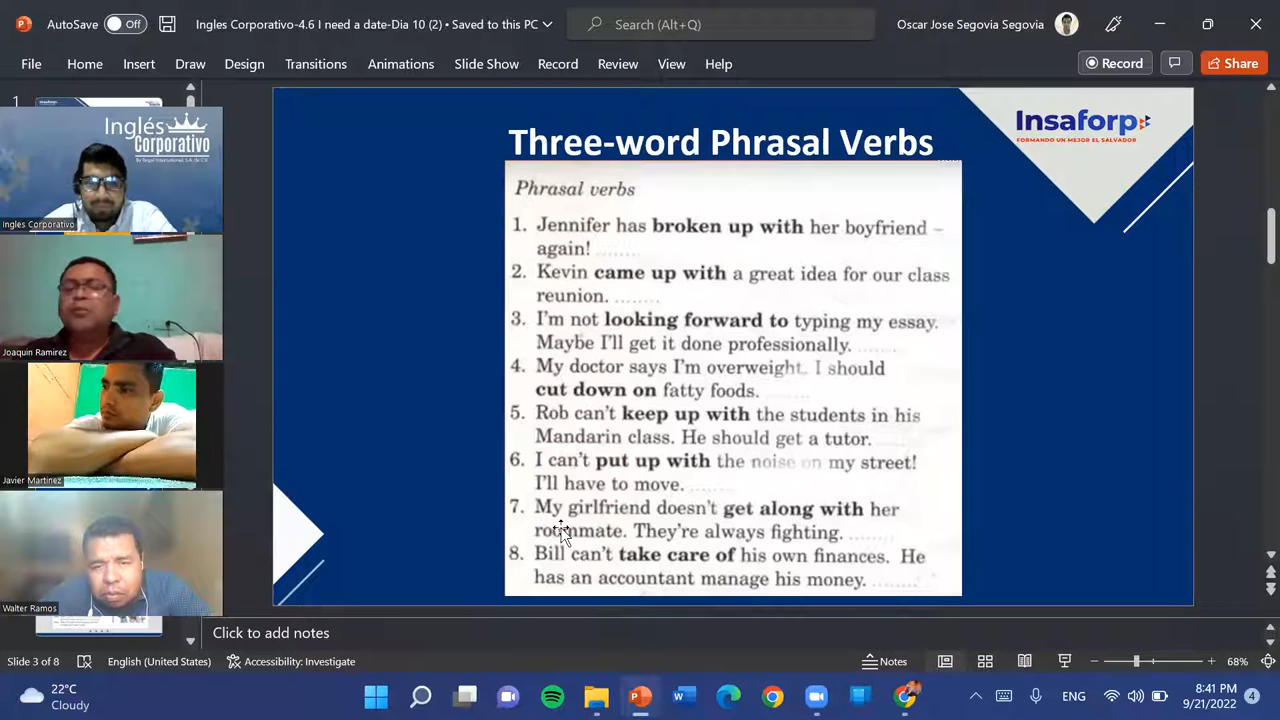 AutoSave Off Ingles Corporativo-4.6 I need a date-Dia 10 (2) • Saved to this PC Search (Alt+Q) Oscar Jose Segovia Segovia
File Home Insert Draw Design Transitions Animations Slide Show Record Review View Help Record Share
1
Inglés
Corporativo
Ingles Corporativo
Joaquin Ramirez
Javier Martinez
Walter Ramos
Insaforp
FORMANDO UN MEJOR EL SALVADOR
Three-word Phrasal Verbs
Phrasal verbs
1. Jennifer has broken up with her boyfriend –
again! ........
2. Kevin came up with a great idea for our class
reunion. ........
3. I'm not looking forward to typing my essay.
Maybe I'll get it done professionally. ........
4. My doctor says I'm overweight. I should
cut down on fatty foods. ........
5. Rob can't keep up with the students in his
Mandarin class. He should get a tutor.
6. I can't put up with the noise on my street!
I'll have to move. ........
7. My girlfriend doesn't get along with her
roommate. They're always fighting. ........
8. Bill can't take care of his own finances. He
has an accountant manage his money. ........
Click to add notes
Slide 3 of 8 English (United States) Accessibility: Investigate Notes 68%
22°C
Cloudy
ENG
8:41 PM
9/21/2022
4